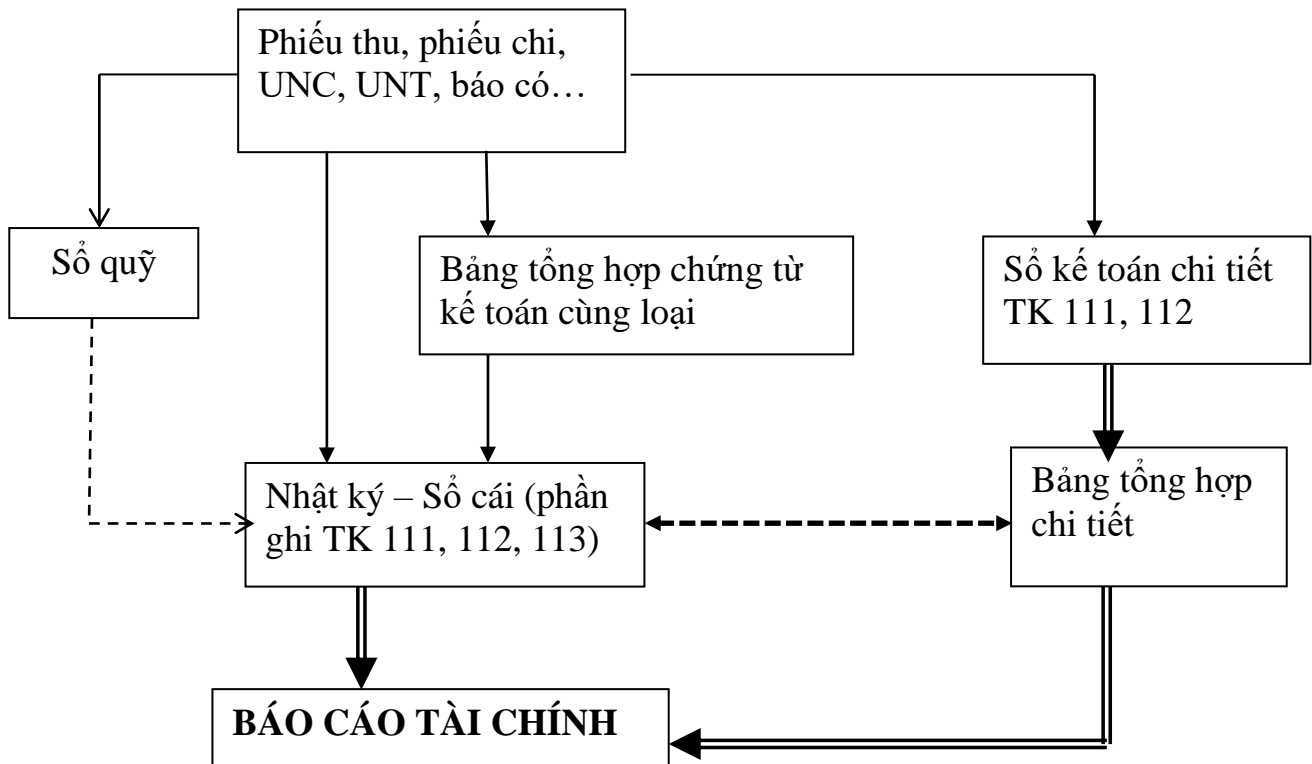 Phiếu thu, phiếu chi,
UNC, UNT, báo có…
Sổ quỹ
Bảng tổng hợp chứng từ
kế toán cùng loại
Sổ kế toán chi tiết
TK 111, 112
Nhật ký – Sổ cái (phần
ghi TK 111, 112, 113)
Bảng tổng hợp
chi tiết
BÁO CÁO TÀI CHÍNH